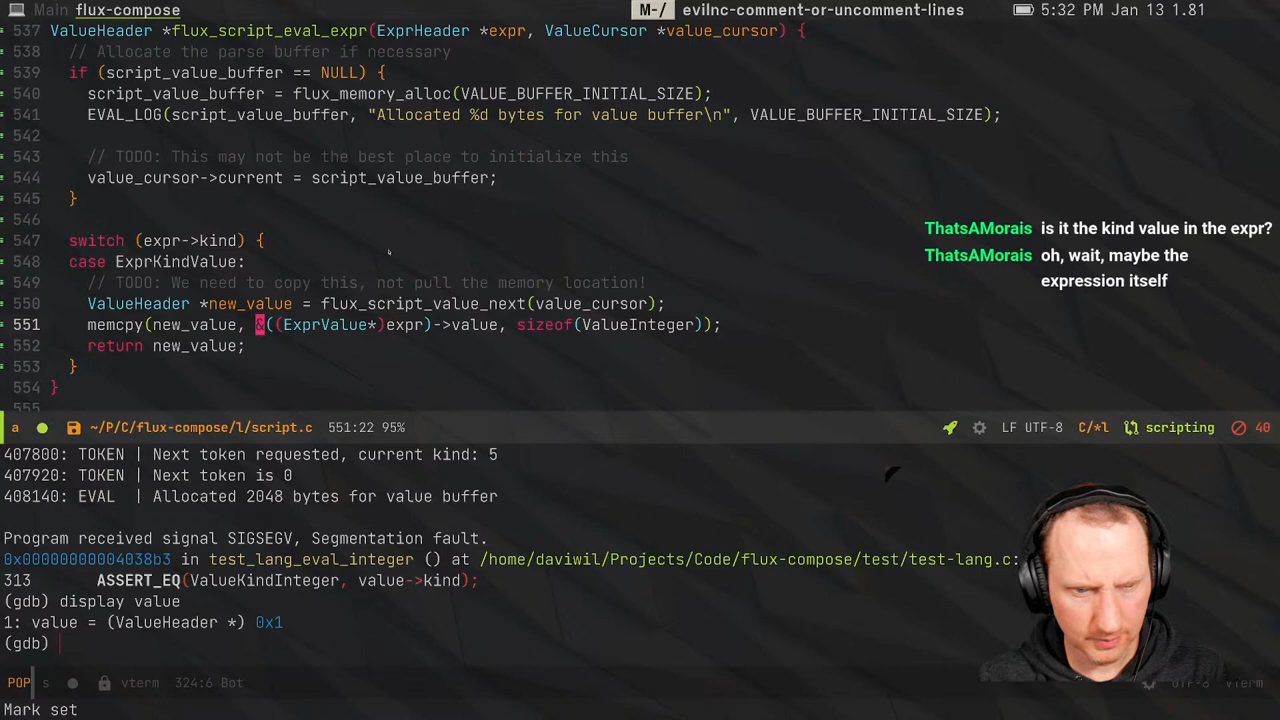 Main flux-compose M-/ evilnc-comment-or-uncomment-lines 5:32 PM Jan 13 1.81
537 ValueHeader *flux_script_eval_expr(ExprHeader *expr, ValueCursor *value_cursor) {
538 // Allocate the parse buffer if necessary
539 if (script_value_buffer == NULL) {
540 script_value_buffer = flux_memory_alloc(VALUE_BUFFER_INITIAL_SIZE);
541 EVAL_LOG(script_value_buffer, "Allocated %d bytes for value buffer\n", VALUE_BUFFER_INITIAL_SIZE);
542
543 // TODO: This may not be the best place to initialize this
544 value_cursor->current = script_value_buffer;
545 }
546
547 switch (expr->kind) {
548 case ExprKindValue:
549 // TODO: We need to copy this, not pull the memory location!
550 ValueHeader *new_value = flux_script_value_next(value_cursor);
551 memcpy(new_value, &((ExprValue*)expr)->value, sizeof(ValueInteger));
552 return new_value;
553 }
554 }
555
ThatsAMorais is it the kind value in the expr?
ThatsAMorais oh, wait, maybe the
expression itself
a ~/P/C/flux-compose/l/script.c 551:22 95% LF UTF-8 C/*l scripting 40
407800: TOKEN | Next token requested, current kind: 5
407920: TOKEN | Next token is 0
408140: EVAL | Allocated 2048 bytes for value buffer
Program received signal SIGSEGV, Segmentation fault.
0x00000000004038b3 in test_lang_eval_integer () at /home/daviwil/Projects/Code/flux-compose/test/test-lang.c:
313 ASSERT_EQ(ValueKindInteger, value->kind);
(gdb) display value
1: value = (ValueHeader *) 0x1
(gdb)
POP s vterm 324:6 Bot UTF-8 vterm
Mark set